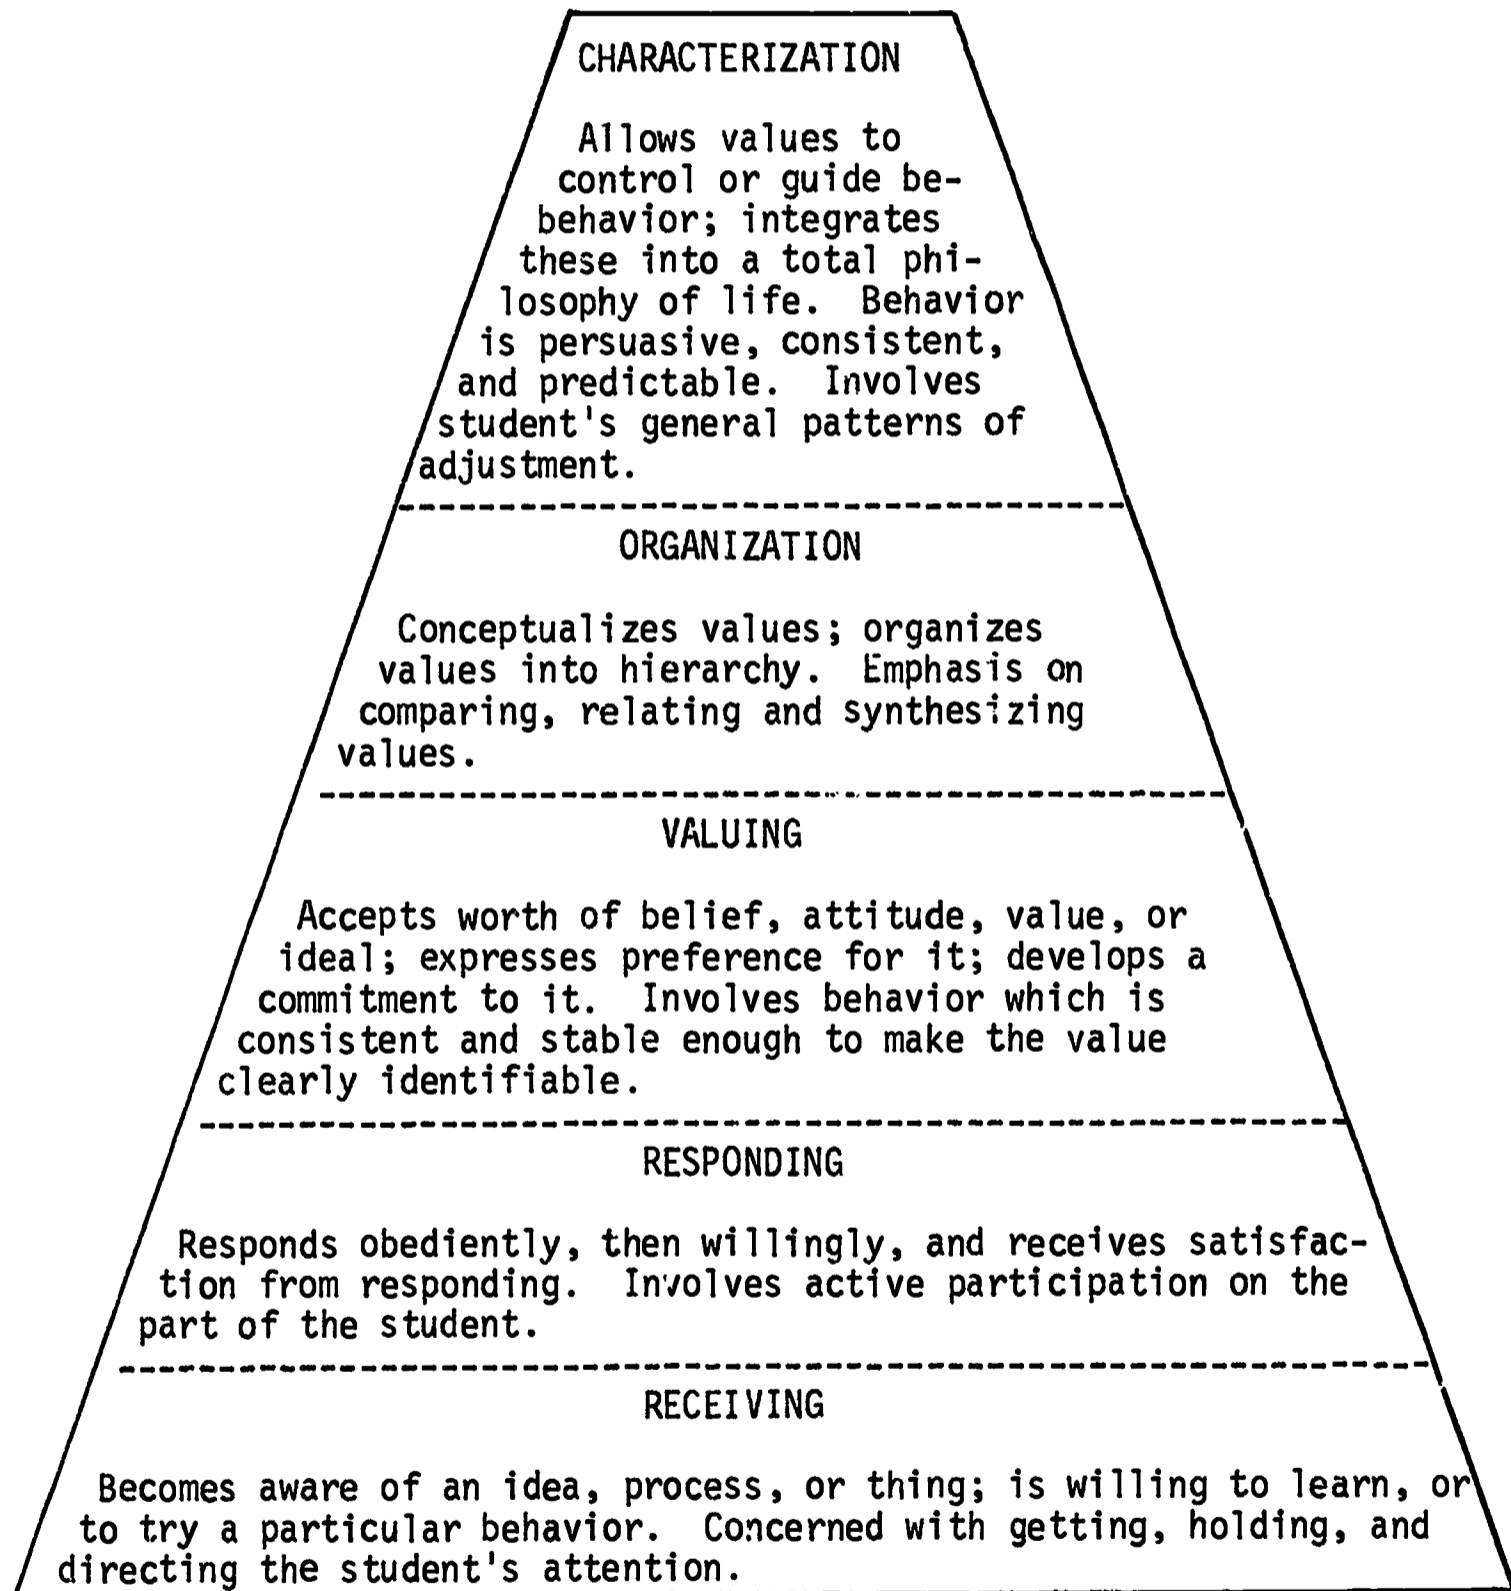 CHARACTERIZATION
Allows values to
control or guide be-
behavior; integrates
these into a total phi-
losophy of life. Behavior
is persuasive, consistent,
and predictable. Involves
student's general patterns of
adjustment.
ORGANIZATION
Conceptualizes values; organizes
values into hierarchy. Emphasis on
comparing, relating and synthesizing
values.
VALUING
Accepts worth of belief, attitude, value, or
ideal; expresses preference for it; develops a
commitment to it. Involves behavior which is
consistent and stable enough to make the value
clearly identifiable.
RESPONDING
Responds obediently, then willingly, and receives satisfac-
tion from responding. Involves active participation on the
part of the student.
RECEIVING
Becomes aware of an idea, process, or thing; is willing to learn, or
to try a particular behavior. Concerned with getting, holding, and
directing the student's attention.